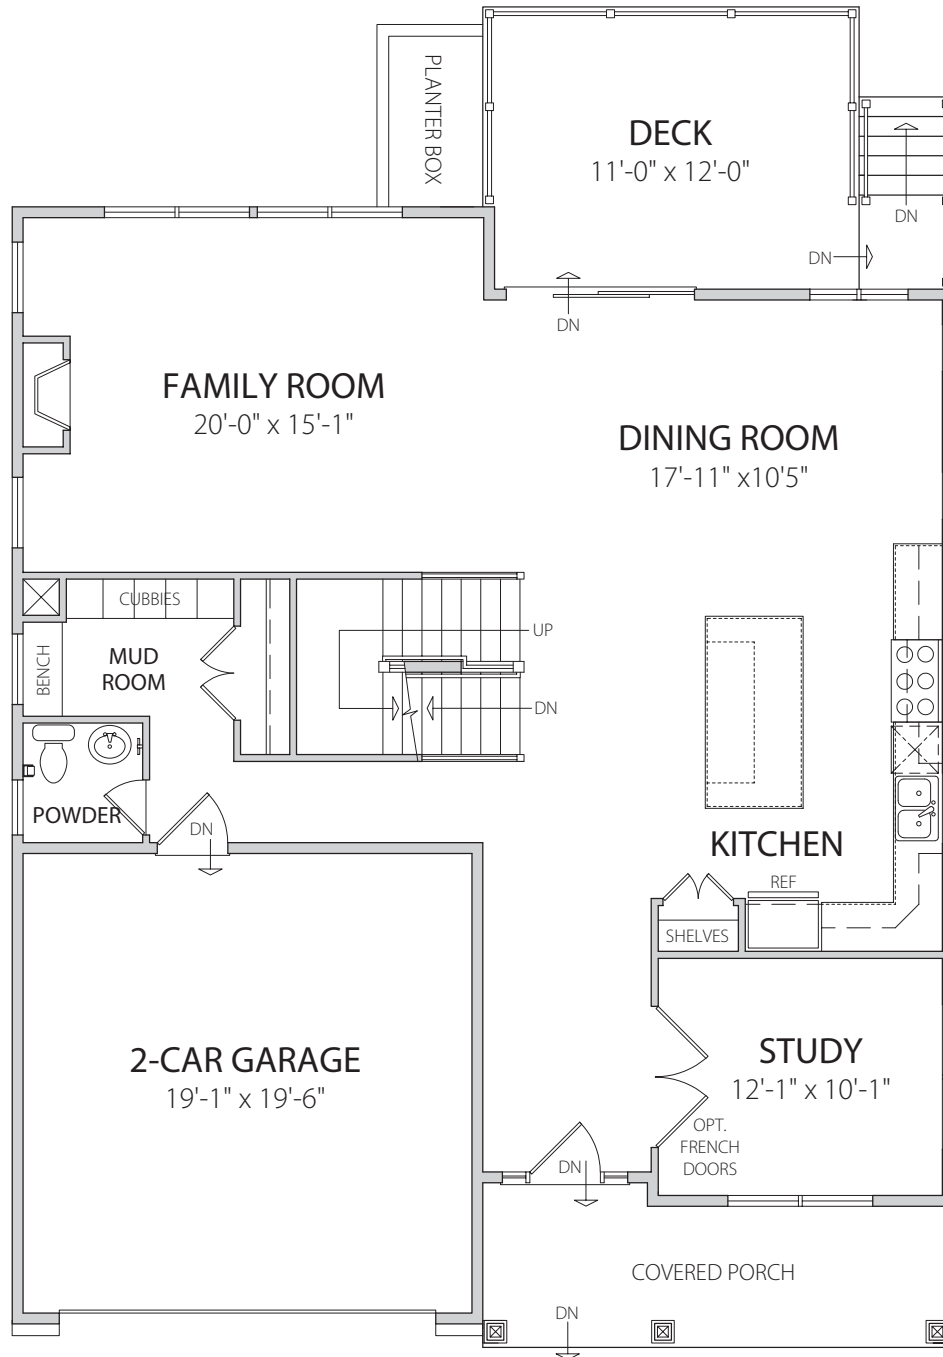 PLANTER BOX
DECK
11'-0" x 12'-0"
DN
DN
DN
FAMILY ROOM
20'-0" x 15'-1"
DINING ROOM
17'-11" x10'5"
CUBBIES
BENCH
MUD
ROOM
UP
DN
POWDER
DN
KITCHEN
REF
SHELVES
2-CAR GARAGE
19'-1" x 19'-6"
STUDY
12'-1" x 10'-1"
OPT.
FRENCH
DOORS
DN
COVERED PORCH
DN